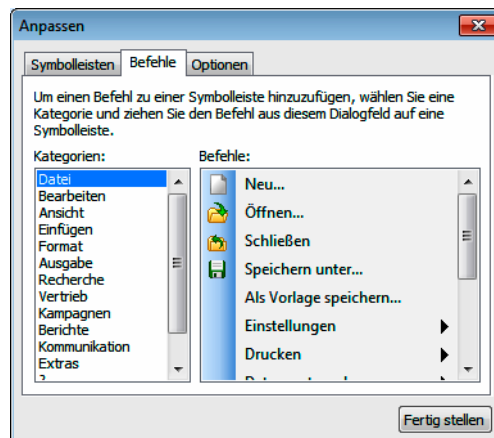 Anpassen
Symbolleisten Befehle Optionen
Um einen Befehl zu einer Symbolleiste hinzuzufügen, wählen Sie eine
Kategorie und ziehen Sie den Befehl aus diesem Dialogfeld auf eine
Symbolleiste.
Kategorien:
Datei
Bearbeiten
Ansicht
Einfügen
Format
Ausgabe
Recherche
Vertrieb
Kampagnen
Berichte
Kommunikation
Extras
?
Befehle:
Neu...
Öffnen...
Schließen
Speichern unter...
Als Vorlage speichern...
Einstellungen
Drucken
Fertig stellen